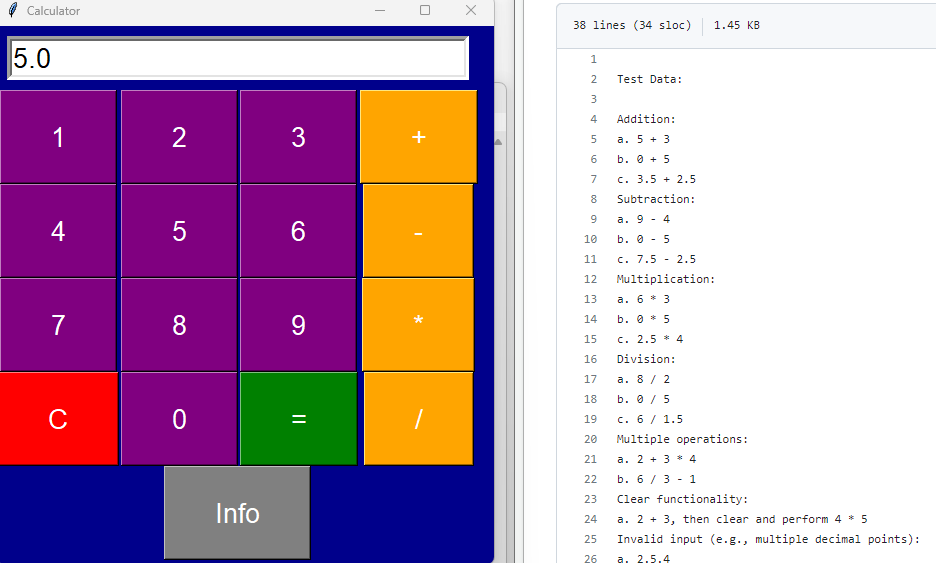 Calculator
5.0
1 2 3 +
4 5 6 -
7 8 9 *
C 0 = /
Info
38 lines (34 sloc) 1.45 KB
1
2 Test Data:
3
4 Addition:
5 a. 5 + 3
6 b. 0 + 5
7 c. 3.5 + 2.5
8 Subtraction:
9 a. 9 - 4
10 b. 0 - 5
11 c. 7.5 - 2.5
12 Multiplication:
13 a. 6 * 3
14 b. 0 * 5
15 c. 2.5 * 4
16 Division:
17 a. 8 / 2
18 b. 0 / 5
19 c. 6 / 1.5
20 Multiple operations:
21 a. 2 + 3 * 4
22 b. 6 / 3 - 1
23 Clear functionality:
24 a. 2 + 3, then clear and perform 4 * 5
25 Invalid input (e.g., multiple decimal points):
26 a. 2.5.4